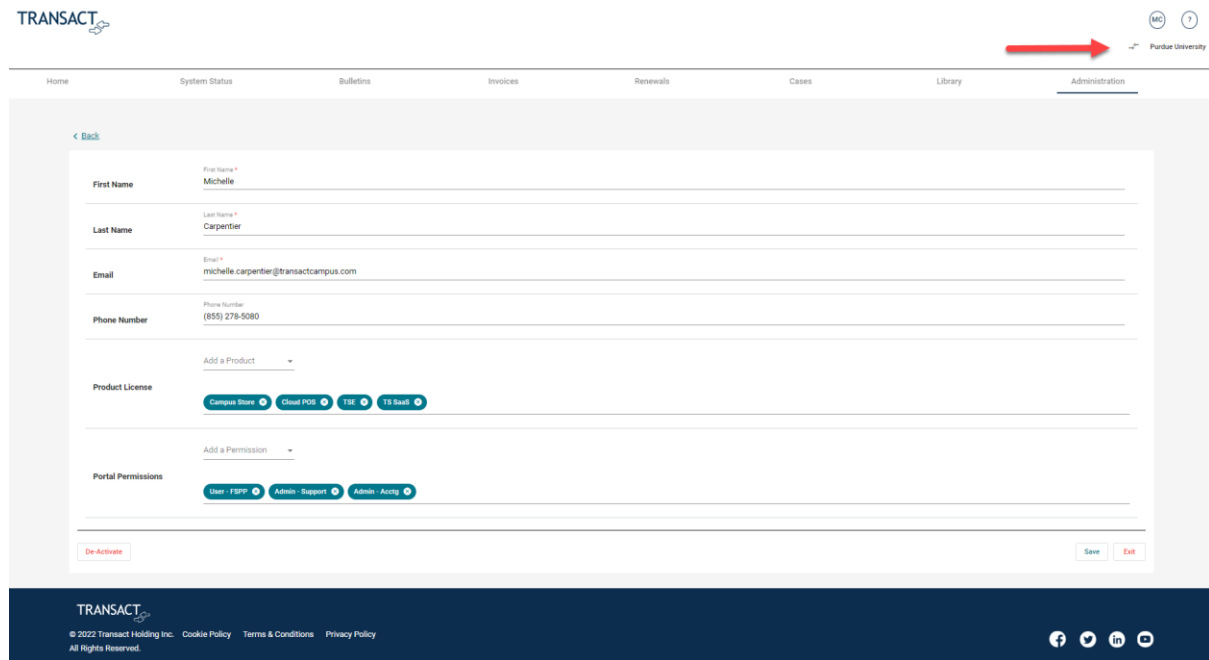 TRANSACT
MC ?
Purdue University
Home System Status Bulletins Invoices Renewals Cases Library Administration
< Back
First Name *
First Name Michelle
Last Name *
Last Name Carpentier
Email *
Email michelle.carpentier@transactcampus.com
Phone Number
Phone Number (855) 278-5080
Add a Product
Product License
Campus Store Cloud POS TSE TS SaaS
Add a Permission
Portal Permissions
User - FSPP Admin - Support Admin - Acctg
De-Activate Save Exit
TRANSACT
© 2022 Transact Holding Inc. Cookie Policy Terms & Conditions Privacy Policy
All Rights Reserved.